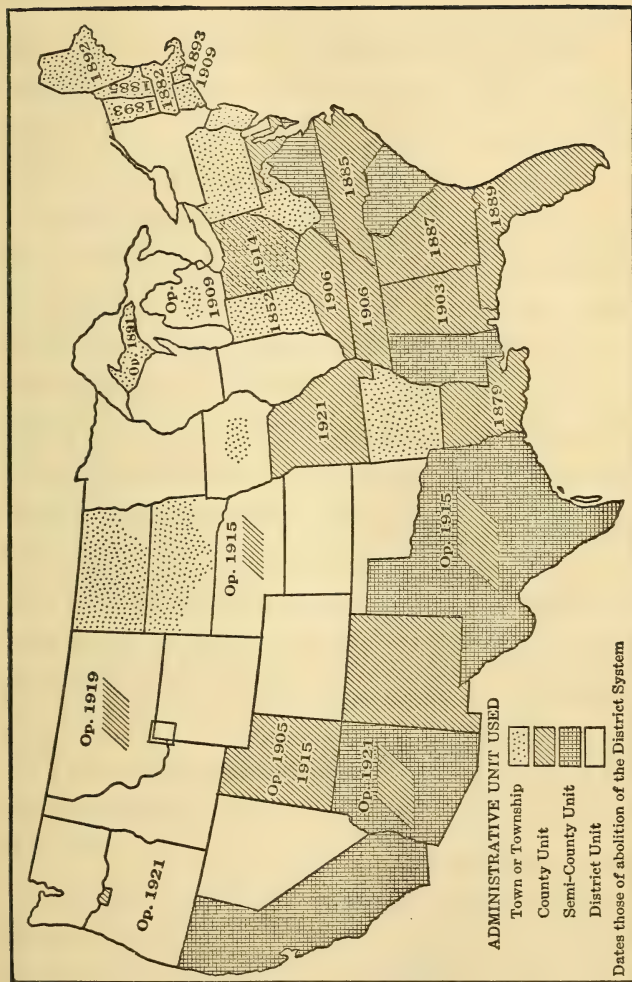 1892
1885
1893
1882
1893
1909
Op. 1891
Op.
1909
1914
1852
1906
1885
1906
1887
1903
1889
1921
1879
Op. 1919
Op. 1915
Op. 1921
Op. 1905
1915
Op. 1921
Op. 1915
ADMINISTRATIVE UNIT USED
Town or Township
County Unit
Semi-County Unit
District Unit
Dates those of abolition of the District System